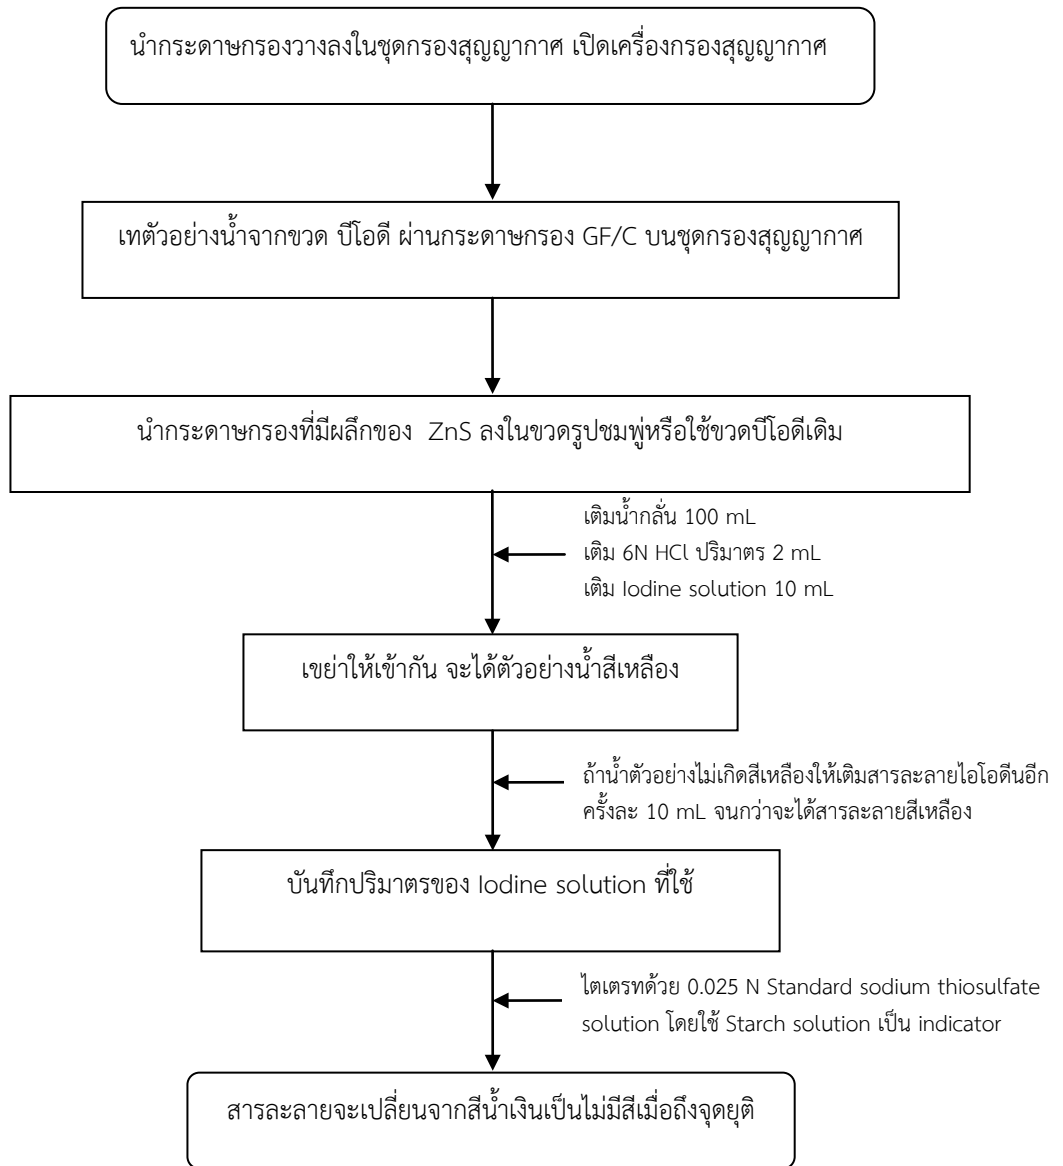 นำกระดาษกรองวางลงในชุดกรองสุญญากาศ เปิดเครื่องกรองสุญญากาศ
เทตัวอย่างน้ำจากขวด บีโอดี ผ่านกระดาษกรอง GF/C บนชุดกรองสุญญากาศ
นำกระดาษกรองที่มีผลึกของ ZnS ลงในขวดรูปชมพู่หรือใช้ขวดบีโอดีเดิม
เติมน้ำกลั่น 100 mL
เติม 6N HCl ปริมาตร 2 mL
เติม Iodine solution 10 mL
เขย่าให้เข้ากัน จะได้ตัวอย่างน้ำสีเหลือง
ถ้าน้ำตัวอย่างไม่เกิดสีเหลืองให้เติมสารละลายไอโอดีนอีก
ครั้งละ 10 mL จนกว่าจะได้สารละลายสีเหลือง
บันทึกปริมาตรของ Iodine solution ที่ใช้
ไตเตรทด้วย 0.025 N Standard sodium thiosulfate
solution โดยใช้ Starch solution เป็น indicator
สารละลายจะเปลี่ยนจากสีน้ำเงินเป็นไม่มีสีเมื่อถึงจุดยุติ